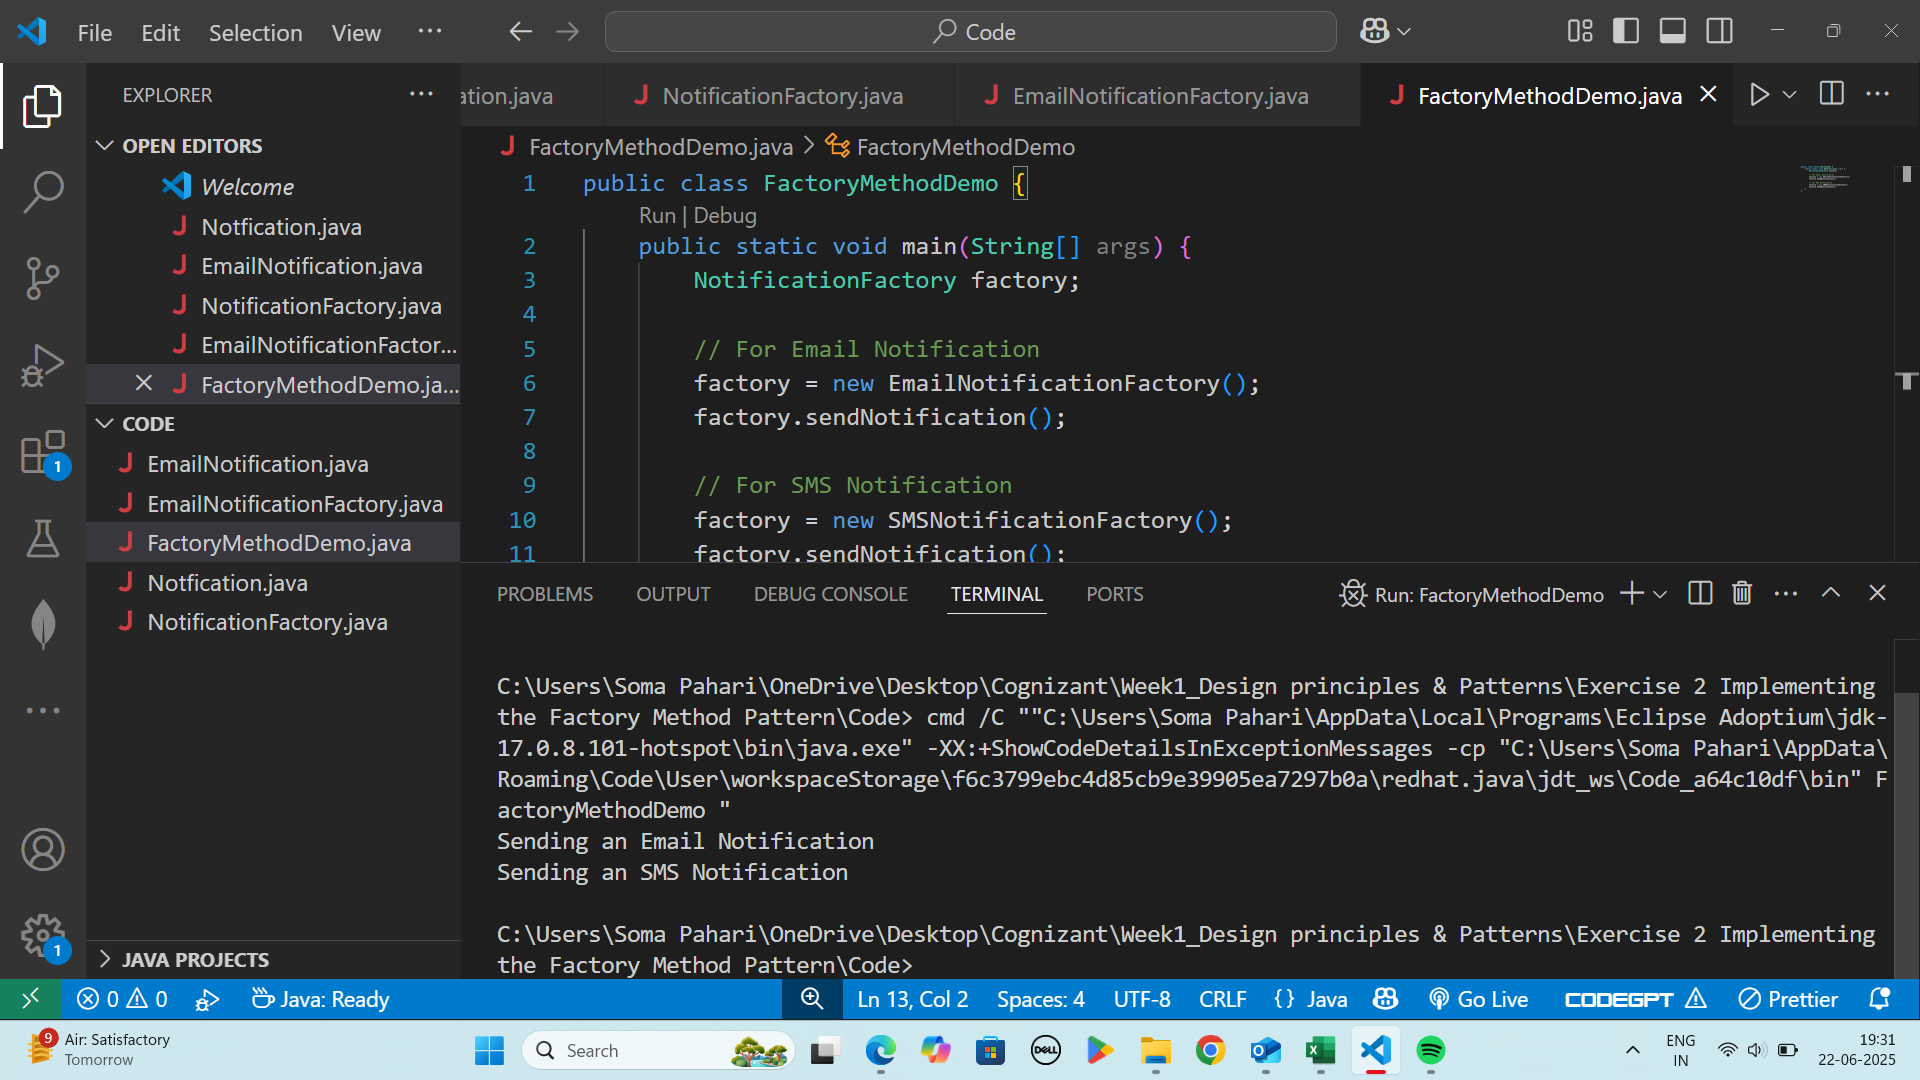 File Edit Selection View ··· Code
EXPLORER ···
OPEN EDITORS
Welcome
Notfication.java
EmailNotification.java
NotificationFactory.java
EmailNotificationFactor...
FactoryMethodDemo.ja...
CODE
EmailNotification.java
EmailNotificationFactory.java
FactoryMethodDemo.java
Notfication.java
NotificationFactory.java
JAVA PROJECTS
1
1
ation.java NotificationFactory.java EmailNotificationFactory.java FactoryMethodDemo.java
FactoryMethodDemo.java > FactoryMethodDemo
1 public class FactoryMethodDemo {
Run | Debug
2 public static void main(String[] args) {
3 NotificationFactory factory;
4
5 // For Email Notification
6 factory = new EmailNotificationFactory();
7 factory.sendNotification();
8
9 // For SMS Notification
10 factory = new SMSNotificationFactory();
11 factory.sendNotification();
PROBLEMS OUTPUT DEBUG CONSOLE TERMINAL PORTS Run: FactoryMethodDemo
C:\Users\Soma Pahari\OneDrive\Desktop\Cognizant\Week1_Design principles & Patterns\Exercise 2 Implementing
the Factory Method Pattern\Code> cmd /C ""C:\Users\Soma Pahari\AppData\Local\Programs\Eclipse Adoptium\jdk-
17.0.8.101-hotspot\bin\java.exe" -XX:+ShowCodeDetailsInExceptionMessages -cp "C:\Users\Soma Pahari\AppData\
Roaming\Code\User\workspaceStorage\f6c3799ebc4d85cb9e39905ea7297b0a\redhat.java\jdt_ws\Code_a64c10df\bin" F
actoryMethodDemo "
Sending an Email Notification
Sending an SMS Notification
C:\Users\Soma Pahari\OneDrive\Desktop\Cognizant\Week1_Design principles & Patterns\Exercise 2 Implementing
the Factory Method Pattern\Code>
0 0 Java: Ready Ln 13, Col 2 Spaces: 4 UTF-8 CRLF {} Java Go Live CODEGPT Prettier
9 Air: Satisfactory
Tomorrow
Search
DELL
ENG
IN
19:31
22-06-2025